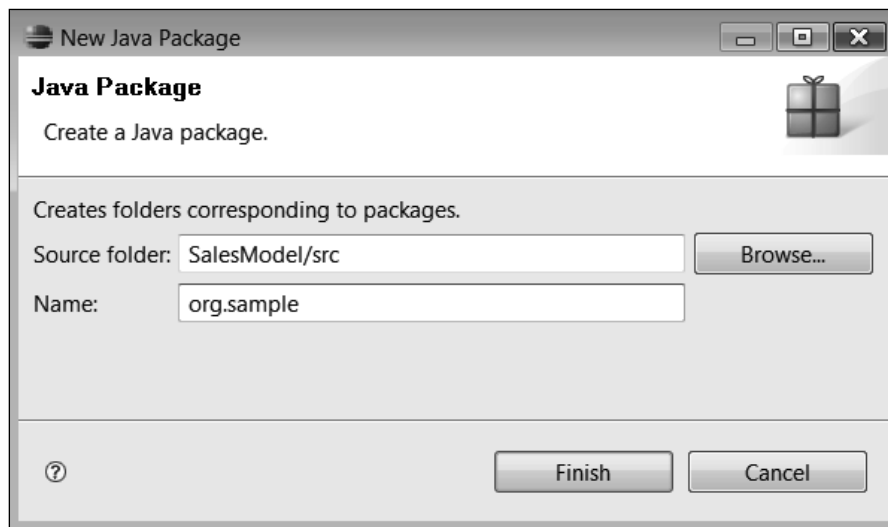 New Java Package
Java Package
Create a Java package.
Creates folders corresponding to packages.
Source folder: SalesModel/src Browse...
Name: org.sample
? Finish Cancel